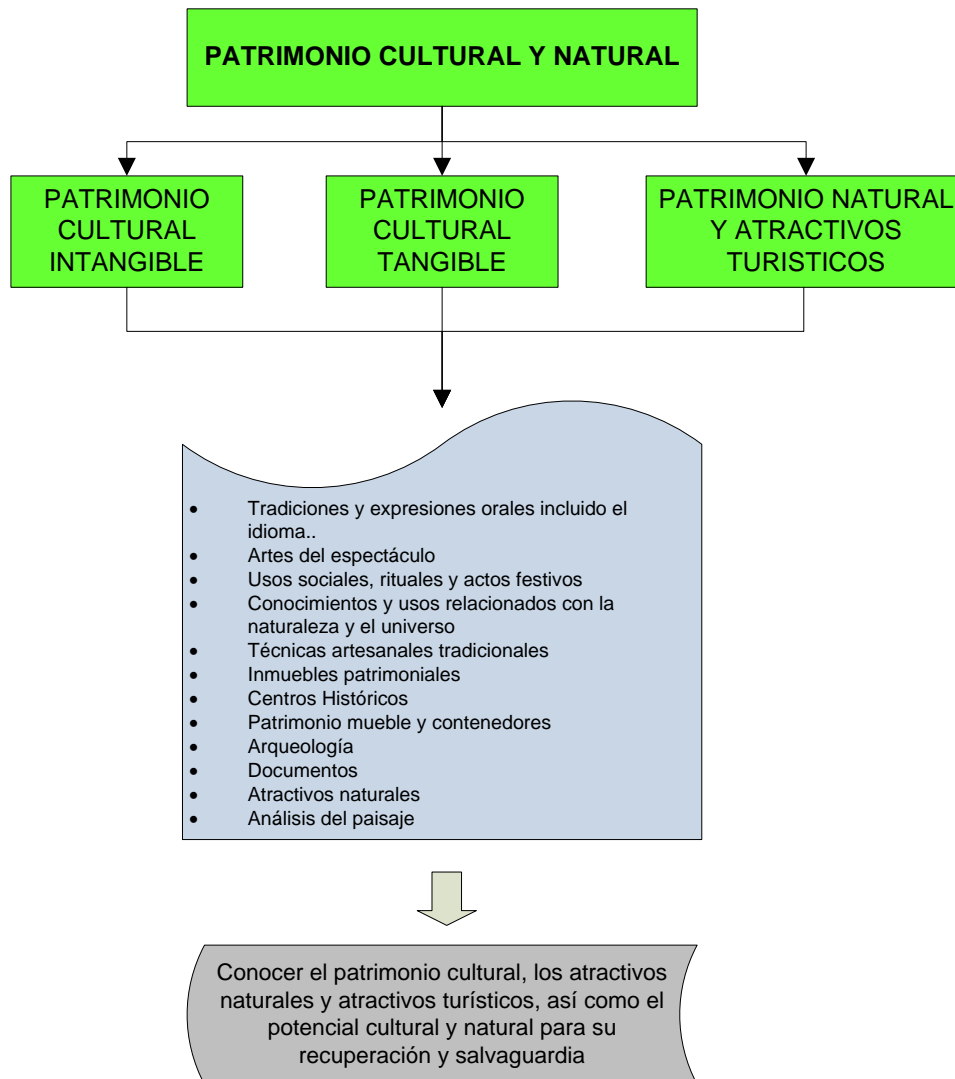 PATRIMONIO CULTURAL Y NATURAL
PATRIMONIO
CULTURAL
INTANGIBLE
PATRIMONIO
CULTURAL
TANGIBLE
PATRIMONIO NATURAL
Y ATRACTIVOS
TURISTICOS
• Tradiciones y expresiones orales incluido el
idioma..
• Artes del espectáculo
• Usos sociales, rituales y actos festivos
• Conocimientos y usos relacionados con la
naturaleza y el universo
• Técnicas artesanales tradicionales
• Inmuebles patrimoniales
• Centros Históricos
• Patrimonio mueble y contenedores
• Arqueología
• Documentos
• Atractivos naturales
• Análisis del paisaje
Conocer el patrimonio cultural, los atractivos
naturales y atractivos turísticos, así como el
potencial cultural y natural para su
recuperación y salvaguardia